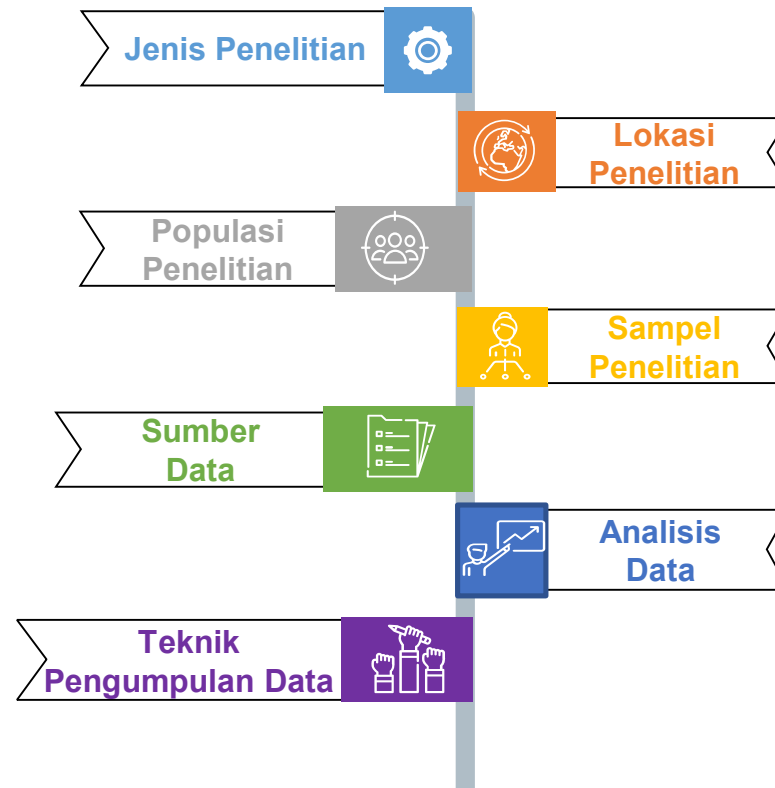 Jenis Penelitian
Lokasi
Penelitian
Populasi
Penelitian
Sampel
Penelitian
Sumber
Data
Analisis
Data
Teknik
Pengumpulan Data